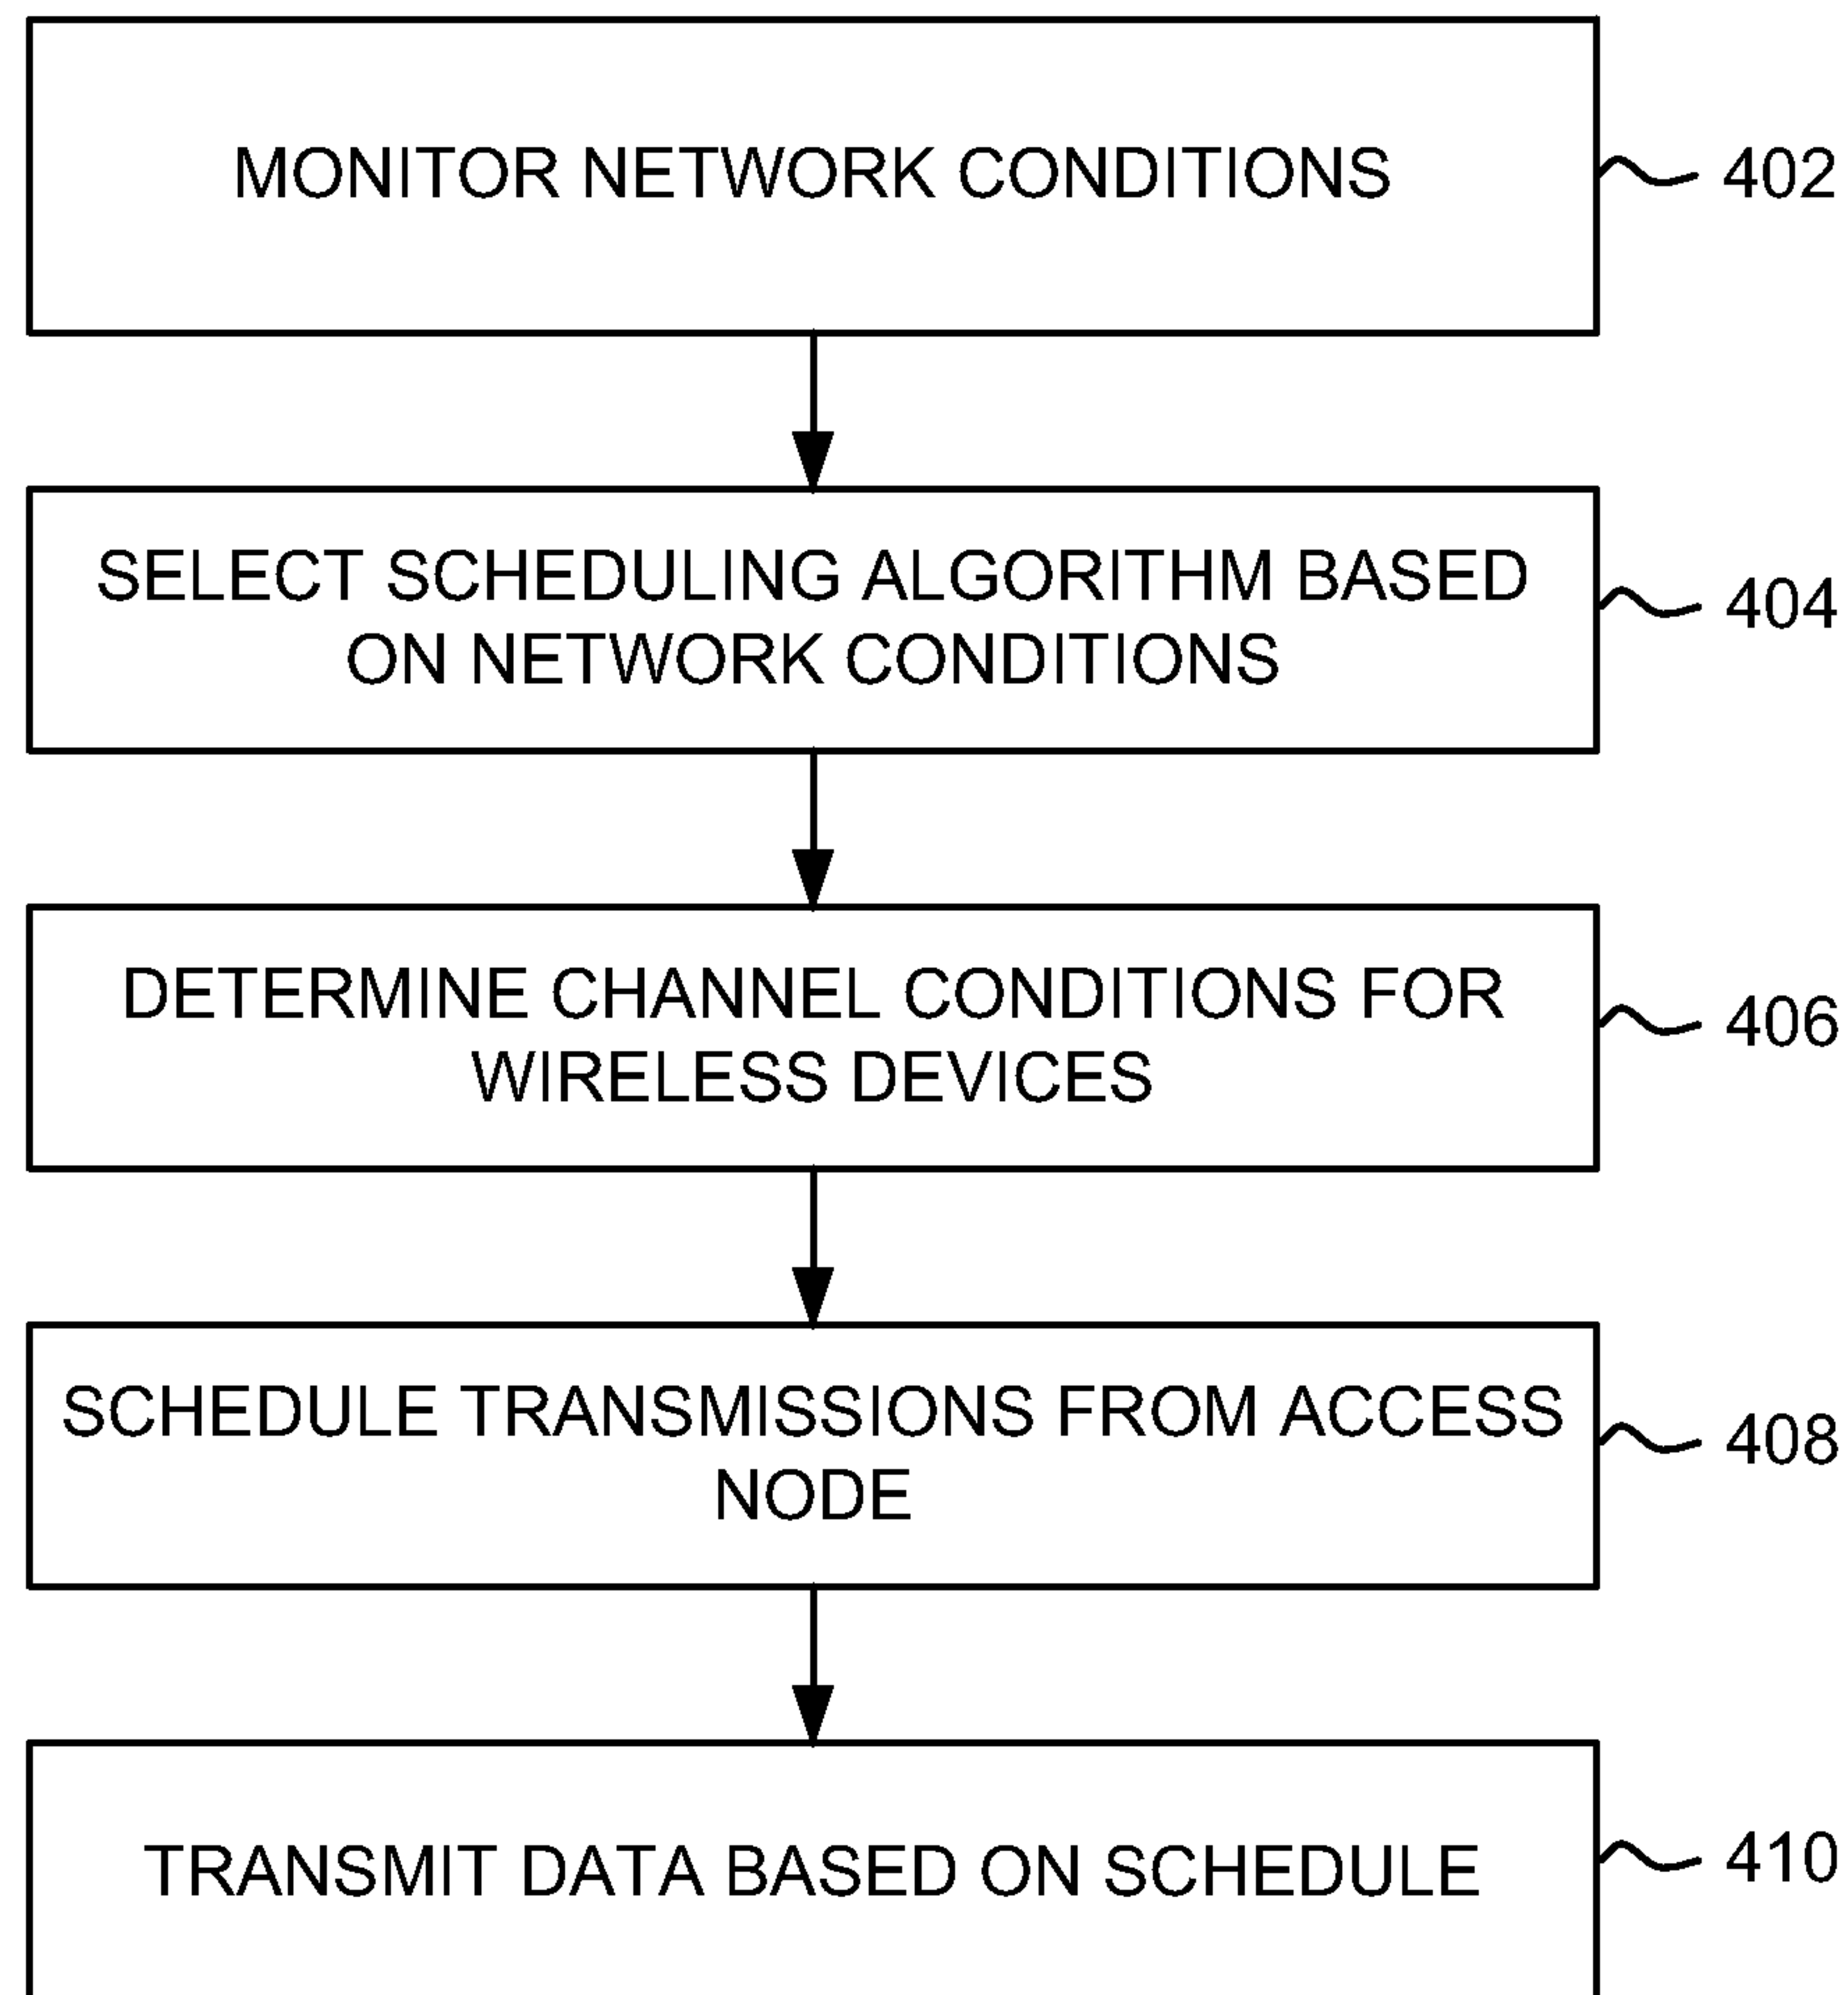 MONITOR NETWORK CONDITIONS
402
SELECT SCHEDULING ALGORITHM BASED
ON NETWORK CONDITIONS
404
DETERMINE CHANNEL CONDITIONS FOR
WIRELESS DEVICES
406
SCHEDULE TRANSMISSIONS FROM ACCESS
NODE
408
TRANSMIT DATA BASED ON SCHEDULE
410